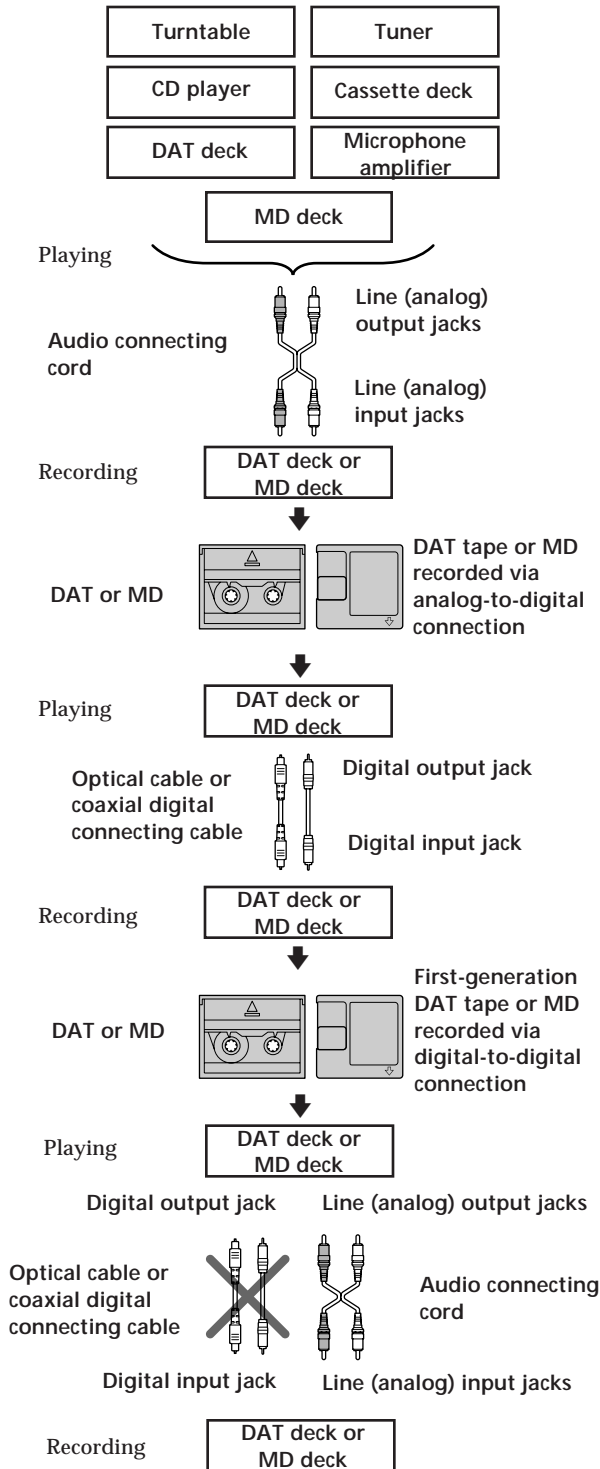 Turntable
Tuner
CD player
Cassette deck
DAT deck
Microphone
amplifier
MD deck
Playing
Line (analog)
output jacks
Audio connecting
cord
Line (analog)
input jacks
Recording
DAT deck or
MD deck
DAT or MD
DAT tape or MD
recorded via
analog-to-digital
connection
Playing
DAT deck or
MD deck
Optical cable or
coaxial digital
connecting cable
Digital output jack
Digital input jack
Recording
DAT deck or
MD deck
DAT or MD
First-generation
DAT tape or MD
recorded via
digital-to-digital
connection
Playing
DAT deck or
MD deck
Digital output jack
Line (analog) output jacks
Optical cable or
coaxial digital
connecting cable
Audio connecting
cord
Digital input jack
Line (analog) input jacks
Recording
DAT deck or
MD deck